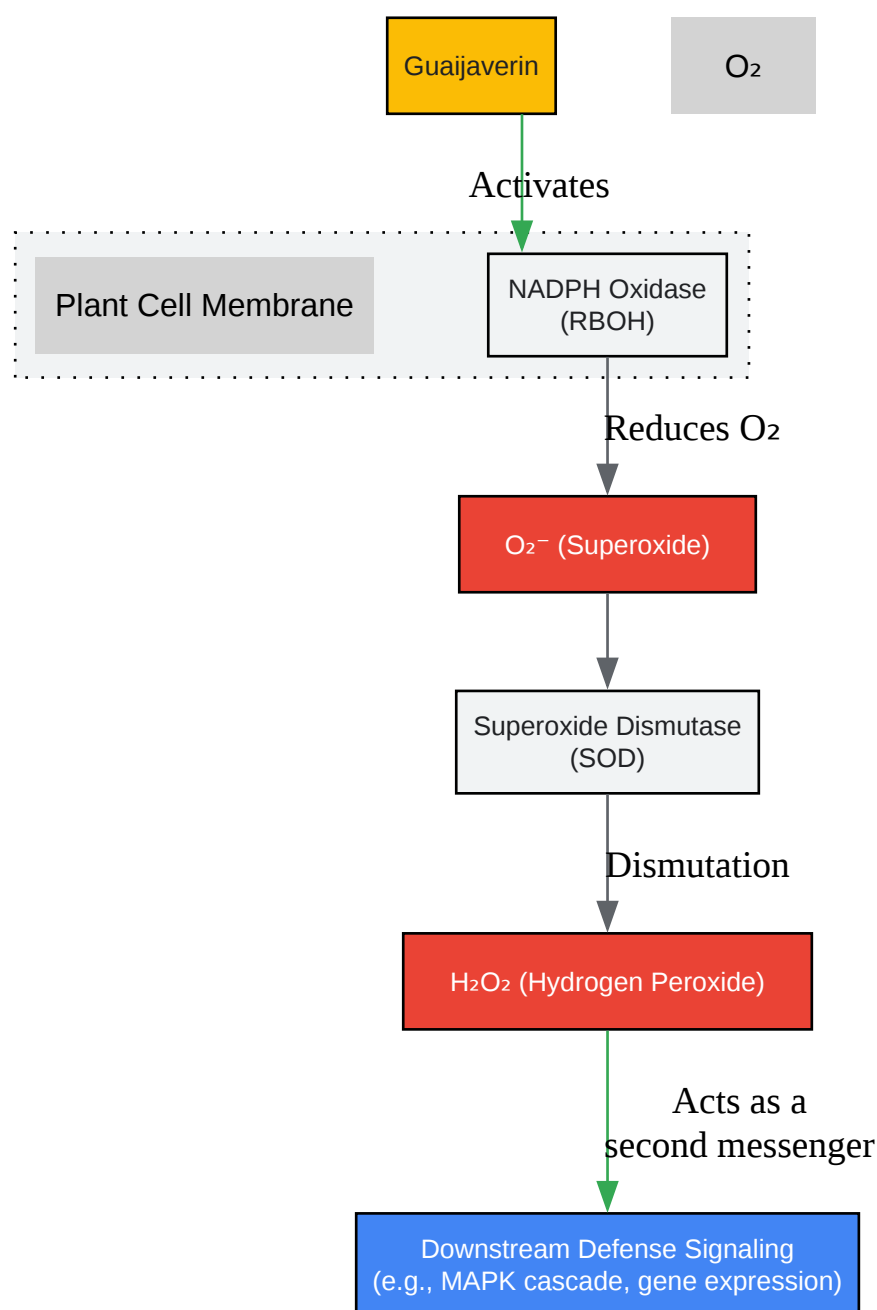 Guaijaverin
O₂
Activates
Plant Cell Membrane
NADPH Oxidase
(RBOH)
Reduces O₂
O₂⁻ (Superoxide)
Superoxide Dismutase
(SOD)
Dismutation
H₂O₂ (Hydrogen Peroxide)
Acts as a
second messenger
Downstream Defense Signaling
(e.g., MAPK cascade, gene expression)